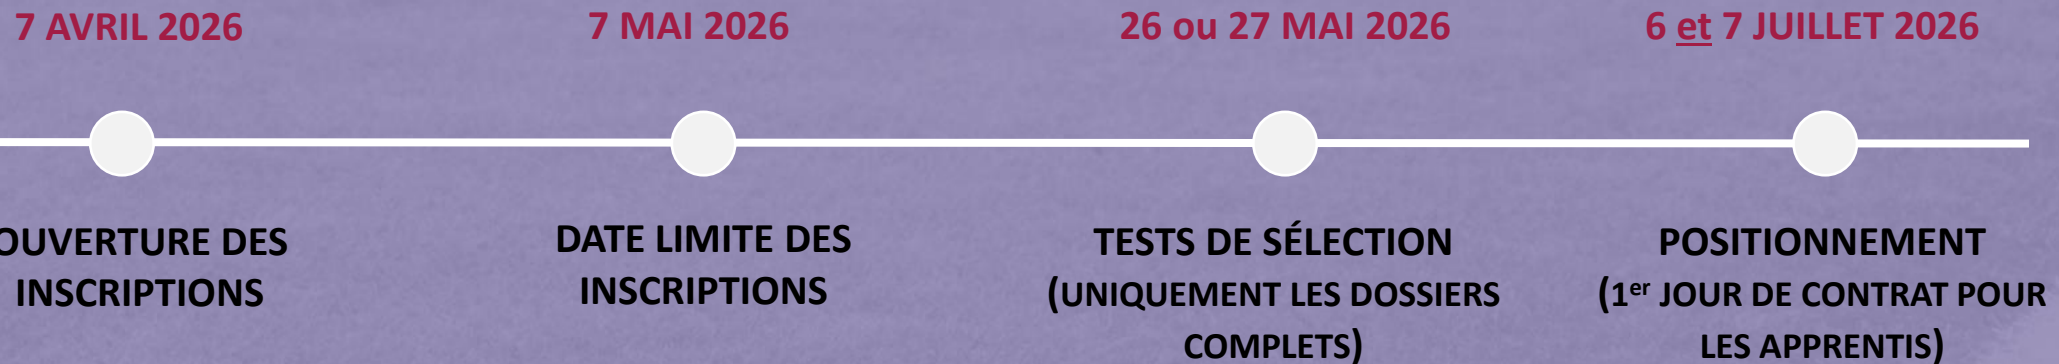 7 AVRIL 2026
OUVERTURE DES
INSCRIPTIONS
7 MAI 2026
DATE LIMITE DES
INSCRIPTIONS
26 ou 27 MAI 2026
TESTS DE SÉLECTION
(UNIQUEMENT LES DOSSIERS
COMPLETS)
6 et 7 JUILLET 2026
POSITIONNEMENT
(1er JOUR DE CONTRAT POUR
LES APPRENTIS)